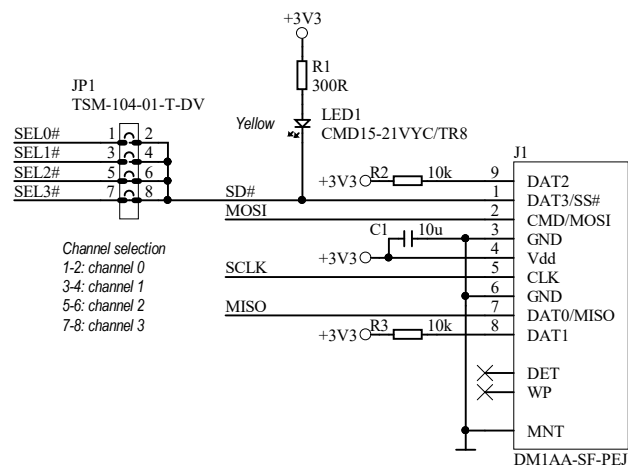 +3V3
R1
300R
JP1
TSM-104-01-T-DV
Yellow
LED1
CMD15-21VYC/TR8
SEL0# 1 2
SEL1# 3 4
SEL2# 5 6
SEL3# 7 8
J1
+3V3 R2 10k 9 DAT2
SD# 1 DAT3/SS#
MOSI 2 CMD/MOSI
C1 10u 3 GND
+3V3 4 Vdd
SCLK 5 CLK
6 GND
MISO 7 DAT0/MISO
+3V3 R3 10k 8 DAT1
DET
WP
MNT
DM1AA-SF-PEJ
Channel selection
1-2: channel 0
3-4: channel 1
5-6: channel 2
7-8: channel 3